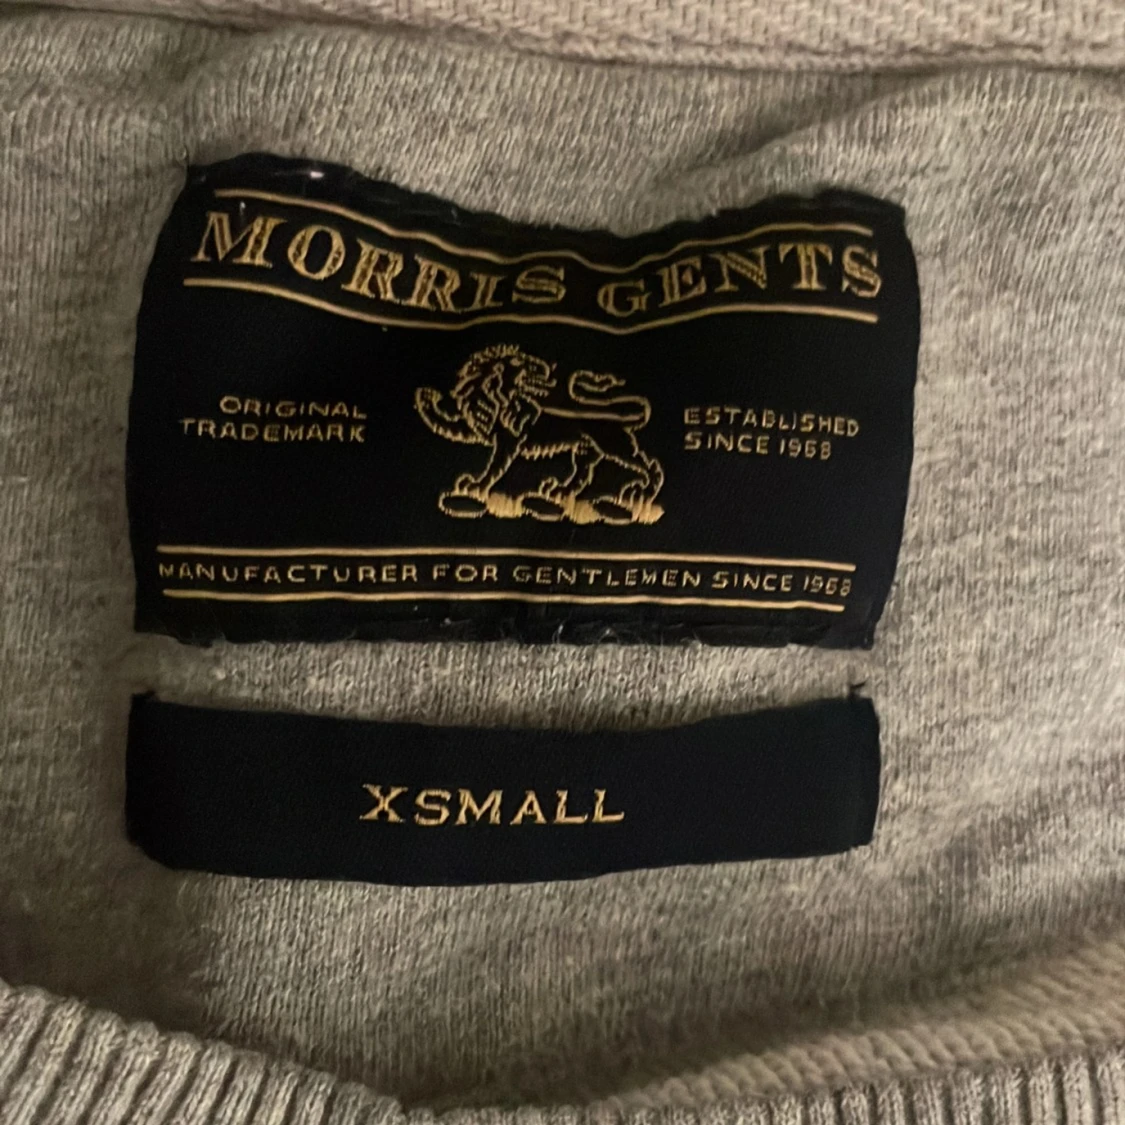 MORRIS GENTS
ORIGINAL
TRADEMARK
ESTABLISHED
SINCE 1968
MANUFACTURER FOR GENTLEMEN SINCE 1968
XSMALL